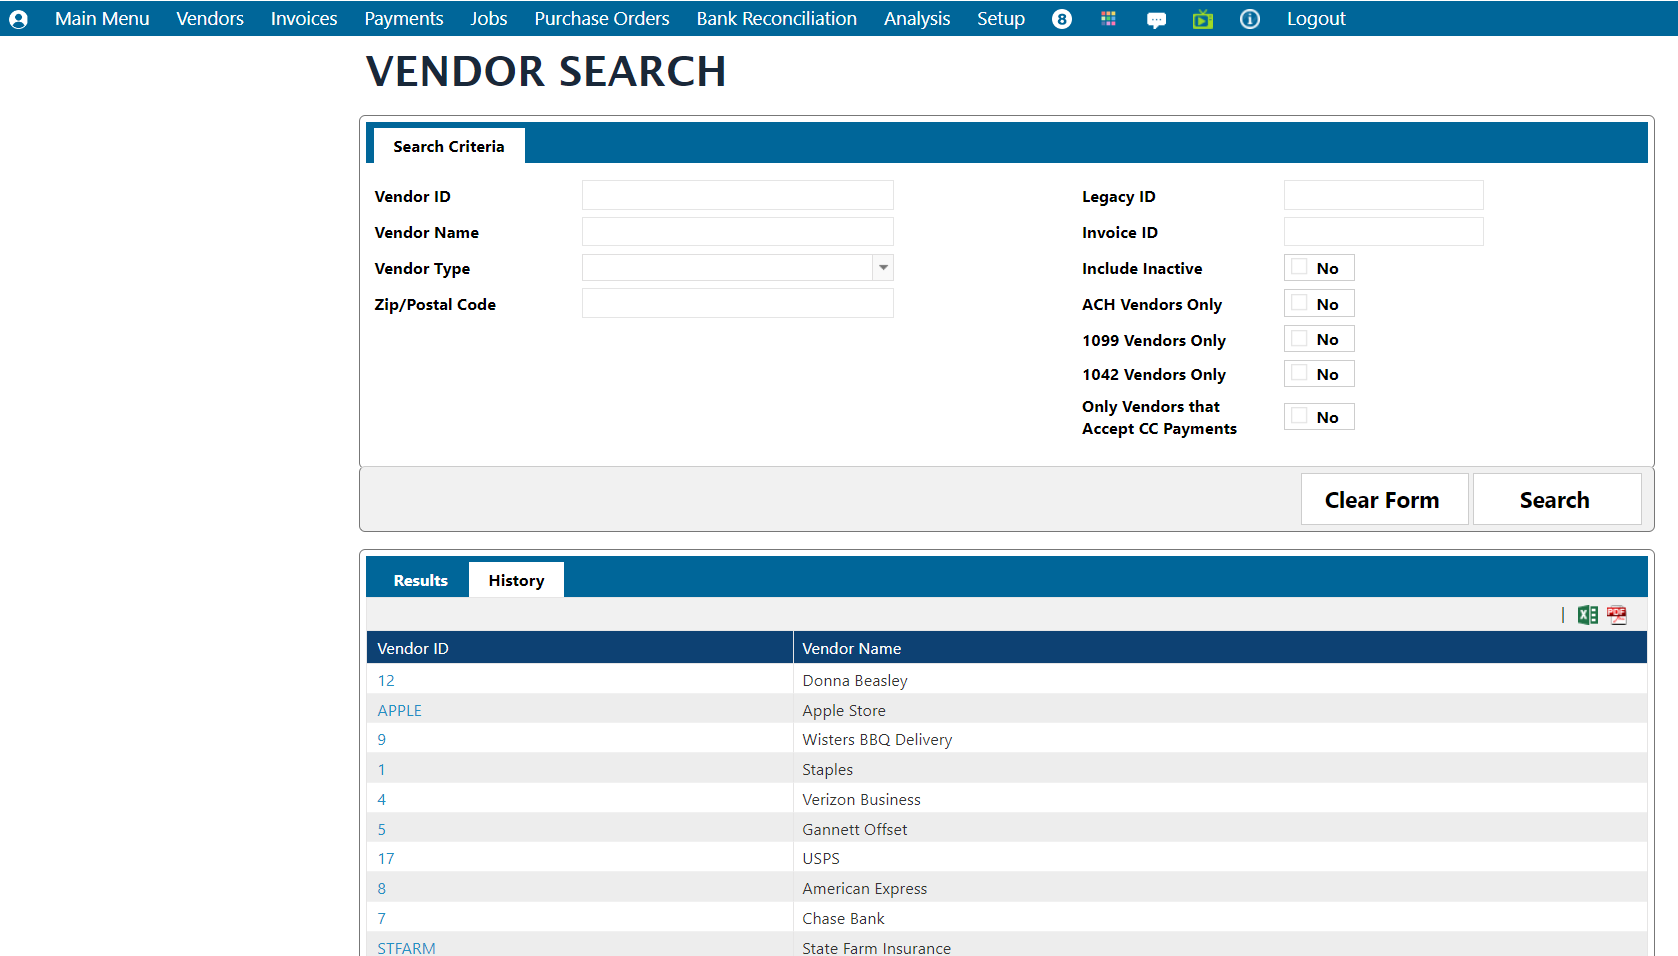 Main Menu Vendors Invoices Payments Jobs Purchase Orders Bank Reconciliation Analysis Setup 8 Logout
VENDOR SEARCH
Search Criteria
Vendor ID
Vendor Name
Vendor Type
Zip/Postal Code
Legacy ID
Invoice ID
Include Inactive No
ACH Vendors Only No
1099 Vendors Only No
1042 Vendors Only No
Only Vendors that
Accept CC Payments No
Clear Form Search
Results History
PDF
Vendor ID Vendor Name
12 Donna Beasley
APPLE Apple Store
9 Wisters BBQ Delivery
1 Staples
4 Verizon Business
5 Gannett Offset
17 USPS
8 American Express
7 Chase Bank
STFARM State Farm Insurance